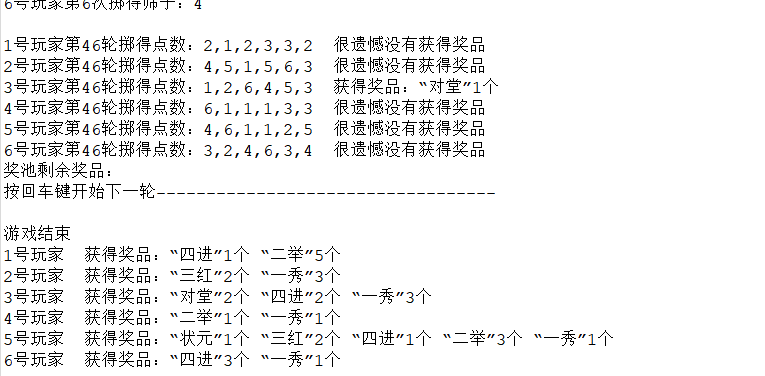 6号玩家第6次掷得筛子：4
1号玩家第46轮掷得点数：2,1,2,3,3,2  很遗憾没有获得奖品
2号玩家第46轮掷得点数：4,5,1,5,6,3  很遗憾没有获得奖品
3号玩家第46轮掷得点数：1,2,6,4,5,3  获得奖品：“对堂”1个
4号玩家第46轮掷得点数：6,1,1,1,3,3  很遗憾没有获得奖品
5号玩家第46轮掷得点数：4,6,1,1,2,5  很遗憾没有获得奖品
6号玩家第46轮掷得点数：3,2,4,6,3,4  很遗憾没有获得奖品
奖池剩余奖品：
按回车键开始下一轮----------------------------------
游戏结束
1号玩家  获得奖品：“四进”1个 “二举”5个
2号玩家  获得奖品：“三红”2个 “一秀”3个
3号玩家  获得奖品：“对堂”2个 “四进”2个 “一秀”3个
4号玩家  获得奖品：“二举”1个 “一秀”1个
5号玩家  获得奖品：“状元”1个 “三红”2个 “四进”1个 “二举”3个 “一秀”1个
6号玩家  获得奖品：“四进”3个 “一秀”1个